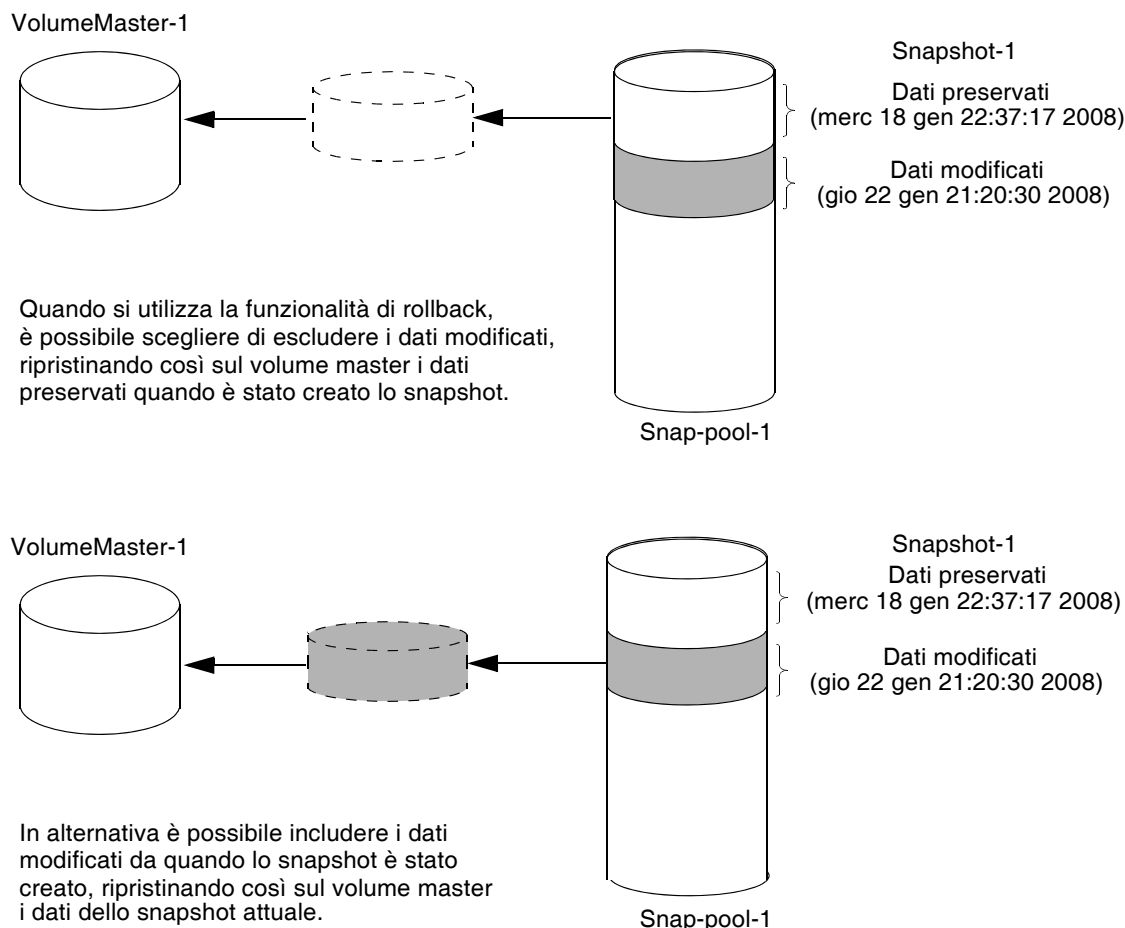 VolumeMaster-1
Snapshot-1
Dati preservati
(merc 18 gen 22:37:17 2008)
Dati modificati
(gio 22 gen 21:20:30 2008)
Quando si utilizza la funzionalità di rollback,
è possibile scegliere di escludere i dati modificati,
ripristinando così sul volume master i dati
preservati quando è stato creato lo snapshot.
Snap-pool-1
VolumeMaster-1
Snapshot-1
Dati preservati
(merc 18 gen 22:37:17 2008)
Dati modificati
(gio 22 gen 21:20:30 2008)
In alternativa è possibile includere i dati
modificati da quando lo snapshot è stato
creato, ripristinando così sul volume master
i dati dello snapshot attuale.
Snap-pool-1